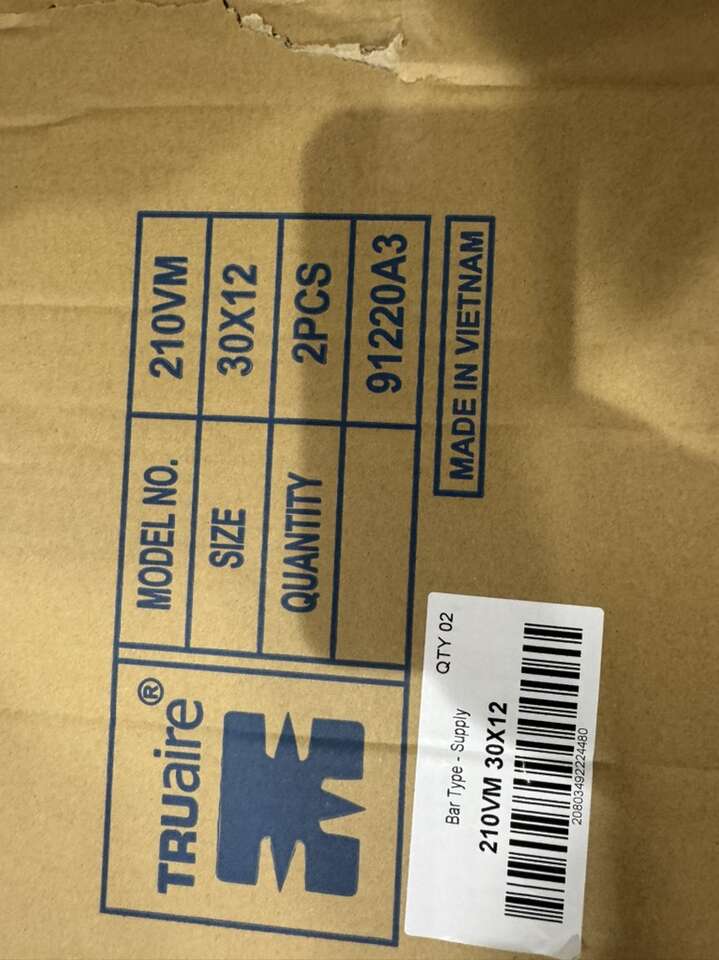 TRUaire®
MODEL NO. 210VM
SIZE 30X12
QUANTITY 2PCS
91220A3
MADE IN VIETNAM
Bar Type - Supply QTY 02
210VM 30X12
20803492224480